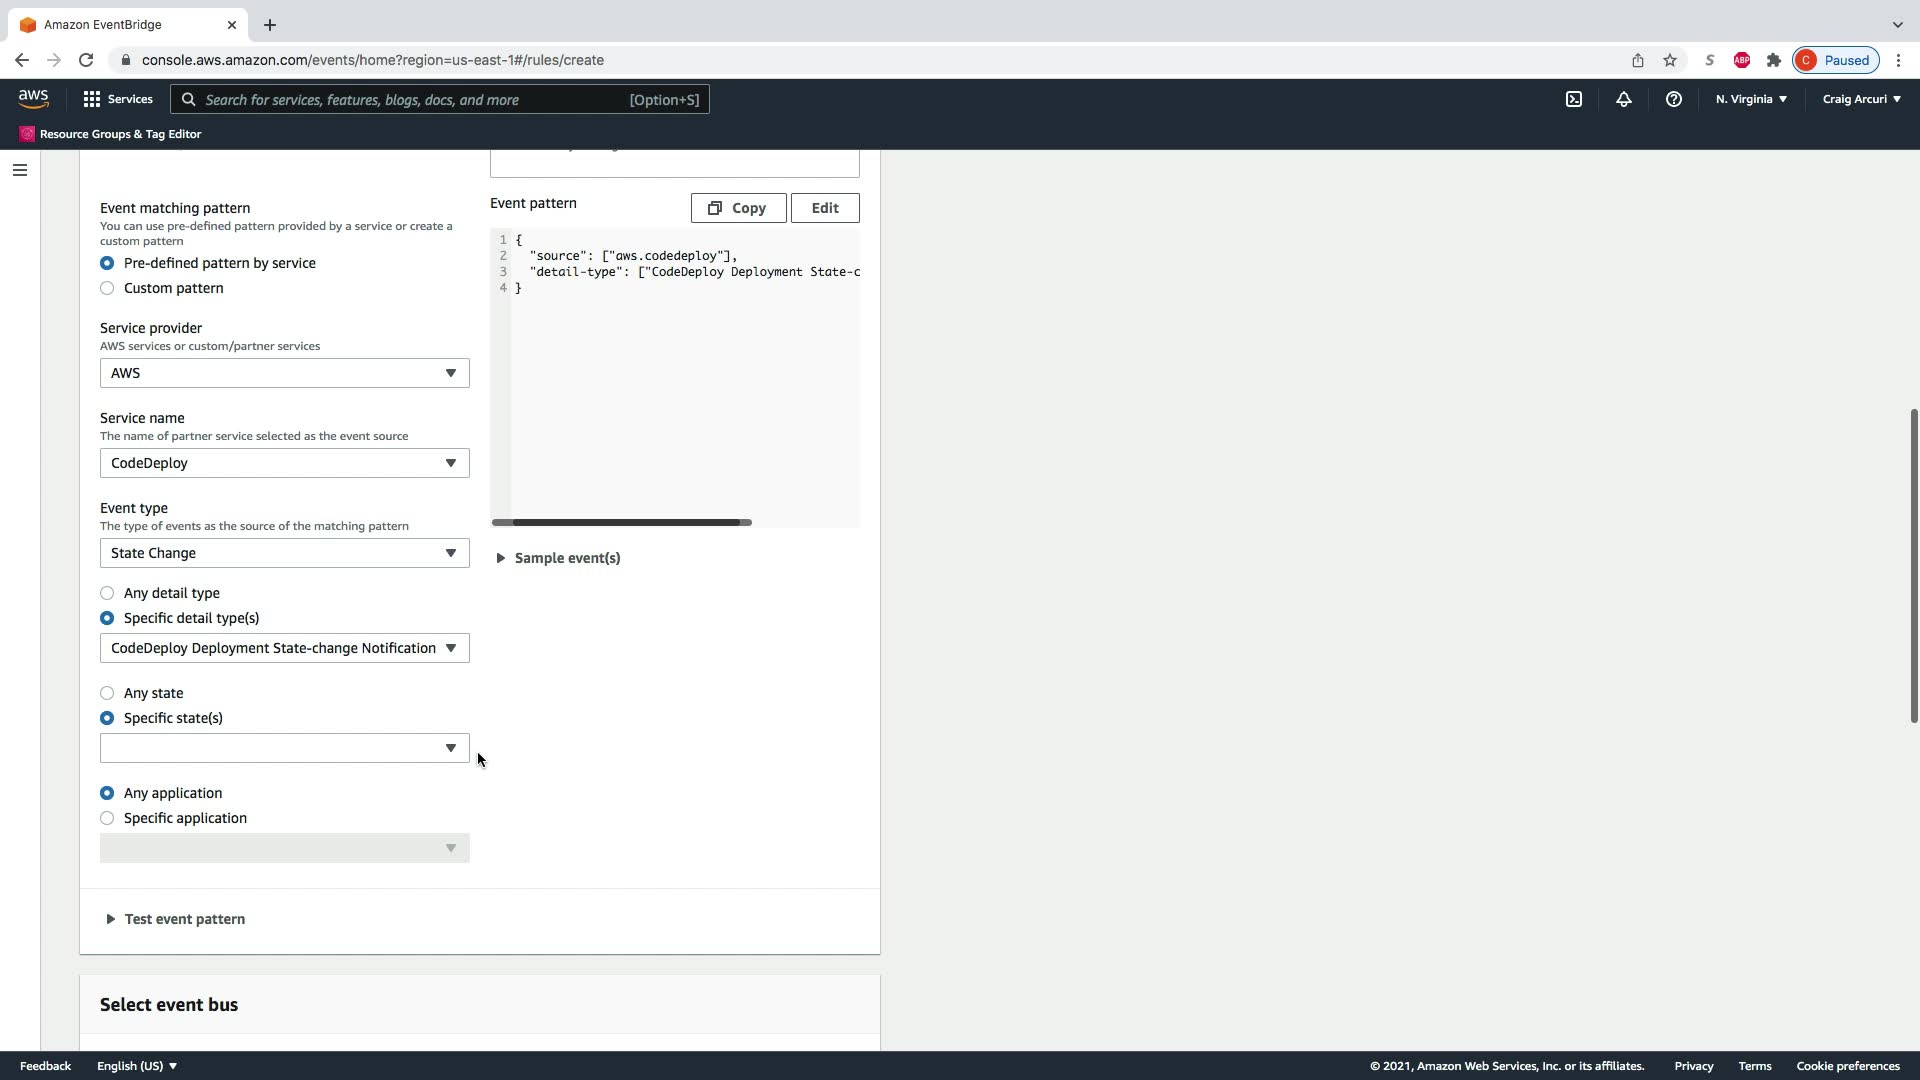 Amazon EventBridge
console.aws.amazon.com/events/home?region=us-east-1#/rules/create
S
ABP
C
Paused
aws
Services
Search for services, features, blogs, docs, and more
[Option+S]
N. Virginia
Craig Arcuri
Resource Groups & Tag Editor
Event matching pattern
You can use pre-defined pattern provided by a service or create a
custom pattern
Pre-defined pattern by service
Custom pattern
Service provider
AWS services or custom/partner services
AWS
Service name
The name of partner service selected as the event source
CodeDeploy
Event type
The type of events as the source of the matching pattern
State Change
Any detail type
Specific detail type(s)
CodeDeploy Deployment State-change Notification
Any state
Specific state(s)
Any application
Specific application
Event pattern
Copy
Edit
1 {
2 "source": ["aws.codedeploy"],
3 "detail-type": ["CodeDeploy Deployment State-c
4 }
Sample event(s)
Test event pattern
Select event bus
Feedback
English (US)
© 2021, Amazon Web Services, Inc. or its affiliates.
Privacy
Terms
Cookie preferences